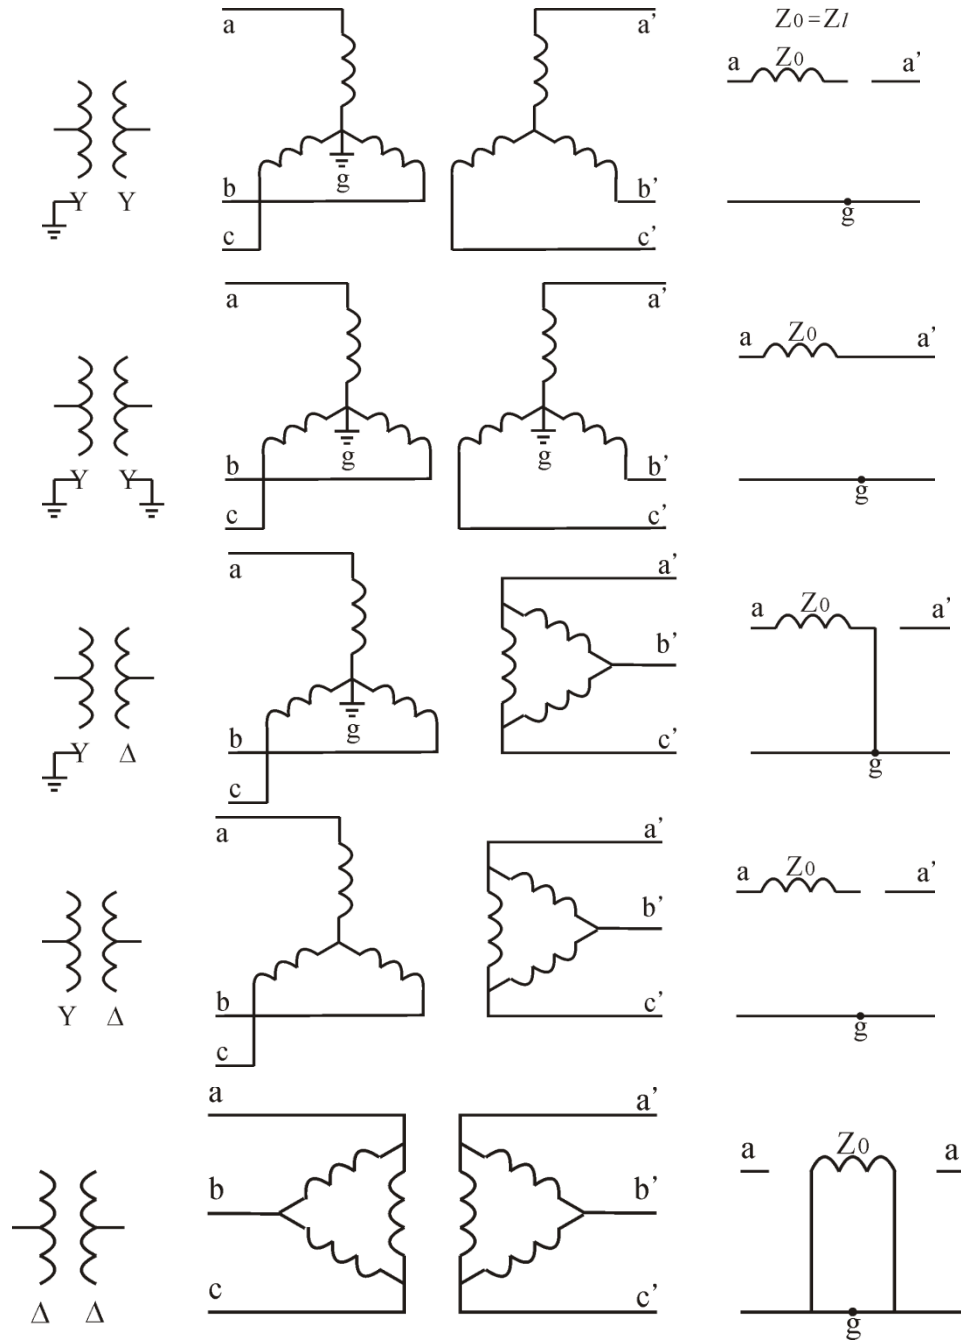 Z0=Zl
a a' a Z0 a'
Y Y g b b' g
c c'
a a' a Z0 a'
Y Y g b b' g
c c'
a a' a Z0 a'
b'
Y Δ g b c' g
c
a a' a Z0 a'
b'
Y Δ b c' g
c
a a' a Z0 a
b b'
c c' g
Δ Δ